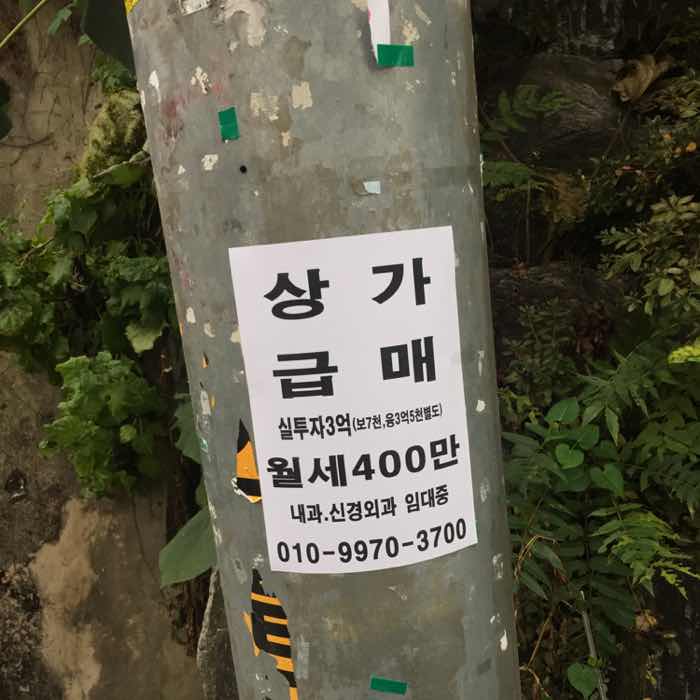 상 가
급 매
실투자3억(보7천,융3억5천별도)
월세400만
내과.신경외과 임대중
010-9970-3700